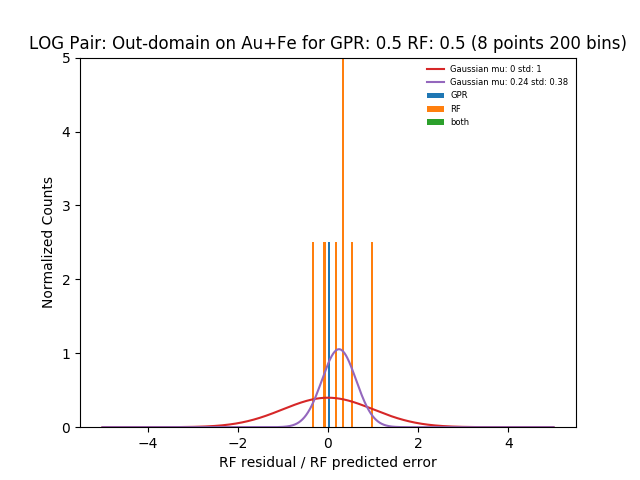 LOG Pair: Out-domain on Au+Fe for GPR: 0.5 RF: 0.5 (8 points 200 bins)
Gaussian mu: 0 std: 1
Gaussian mu: 0.24 std: 0.38
GPR
RF
both
5
4
3
2
1
0
Normalized Counts
−4
−2
0
2
4
RF residual / RF predicted error